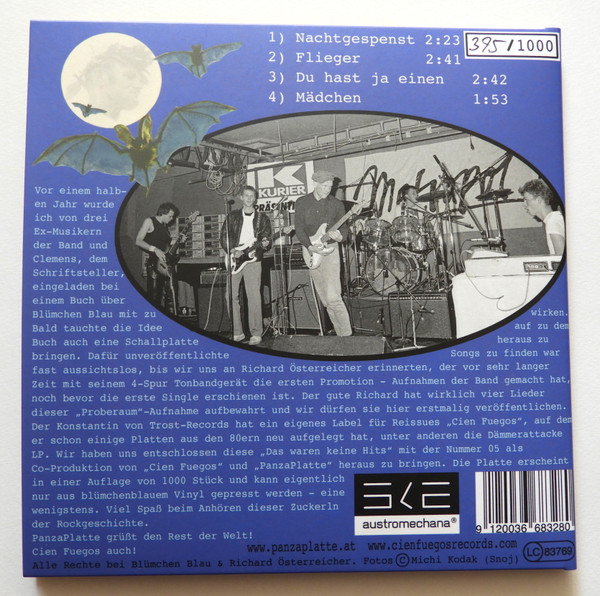 1) Nachtgespenst 2:23
395/1000
2) Flieger 2:41
3) Du hast ja einen 2:42
4) Mädchen 1:53
KURIER
PRÄSEN
Vor einem halb-
en Jahr wurde
ich von drei
Ex-Musikern
der Band und
Clemens, dem
Schriftsteller,
eingeladen bei
einem Buch über
Blümchen Blau mit zu wirken.
Bald tauchte die Idee auf zu dem
Buch auch eine Schallplatte heraus zu
bringen. Dafür unveröffentlichte Songs zu finden war
fast aussichtslos, bis wir uns an Richard Österreicher erinnerten, der vor sehr langer
Zeit mit seinem 4-Spur Tonbandgerät die ersten Promotion - Aufnahmen der Band gemacht hat,
noch bevor die erste Single erschienen ist. Der gute Richard hat wirklich vier Lieder
dieser „Proberaum"-Aufnahme aufbewahrt und wir dürfen sie hier erstmalig veröffentlichen.
Der Konstantin von Trost-Records hat ein eigenes Label für Reissues „Cien Fuegos", auf dem
er schon einige Platten aus den 80ern neu aufgelegt hat, unter anderen die Dämmerattacke
LP. Wir haben uns entschlossen diese „Das waren keine Hits" mit der Nummer 05 als
Co-Produktion von „Cien Fuegos" und „PanzaPlatte" heraus zu bringen. Die Platte erscheint
in einer Auflage von 1000 Stück und kann eigentlich
nur aus blümchenblauem Vinyl gepresst werden - eine
wenigstens. Viel Spaß beim Anhören dieser Zuckerln
der Rockgeschichte.
PanzaPlatte grüßt den Rest der Welt!
Cien Fuegos auch!
SKE
austromechana®
9 120036 683280
www.panzaplatte.at www.cienfuegosrecords.com
LC 83769
Alle Rechte bei Blümchen Blau & Richard Österreicher. Fotos © Michi Kodak (Snoj)